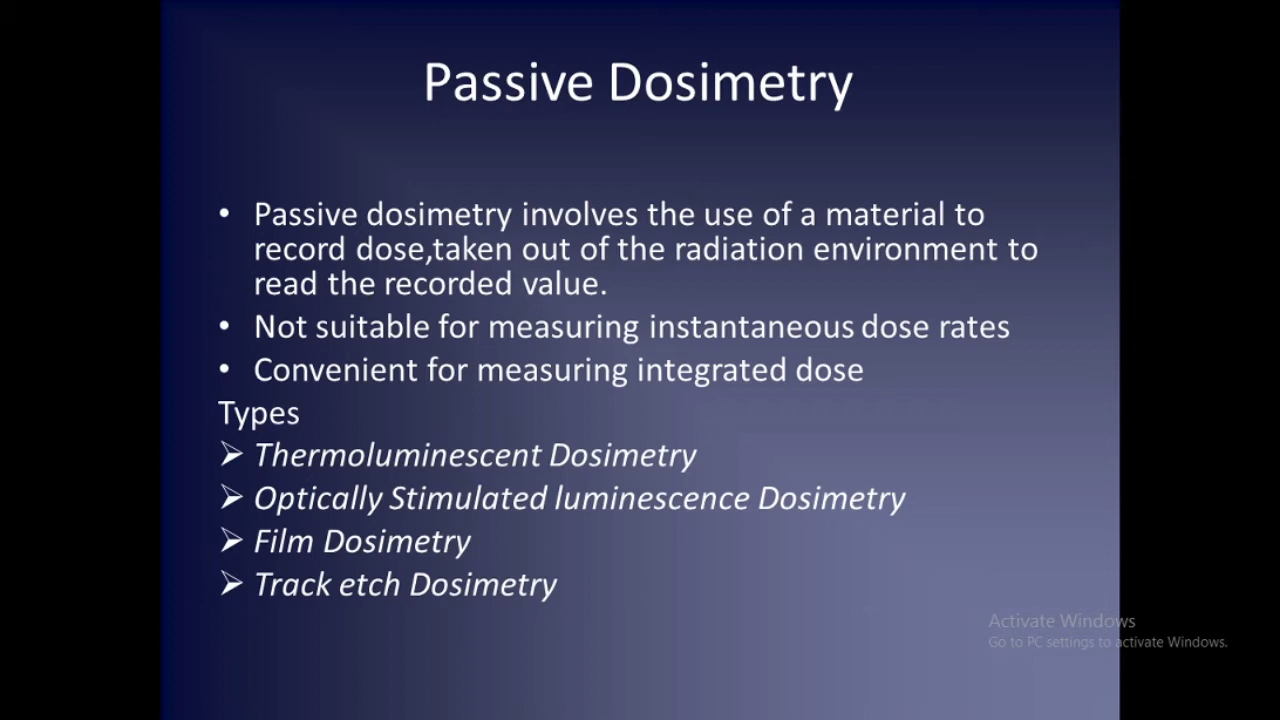 Passive Dosimetry
• Passive dosimetry involves the use of a material to
record dose,taken out of the radiation environment to
read the recorded value.
• Not suitable for measuring instantaneous dose rates
• Convenient for measuring integrated dose
Types
➢ Thermoluminescent Dosimetry
➢ Optically Stimulated luminescence Dosimetry
➢ Film Dosimetry
➢ Track etch Dosimetry
Activate Windows
Go to PC settings to activate Windows.